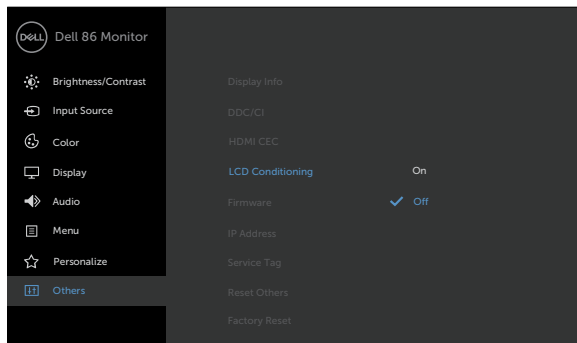 DELL Dell 86 Monitor
Brightness/Contrast
Input Source
Color
Display
Audio
Menu
Personalize
Others
Display Info
DDC/CI
HDMI CEC
LCD Conditioning On
Firmware Off
IP Address
Service Tag
Reset Others
Factory Reset